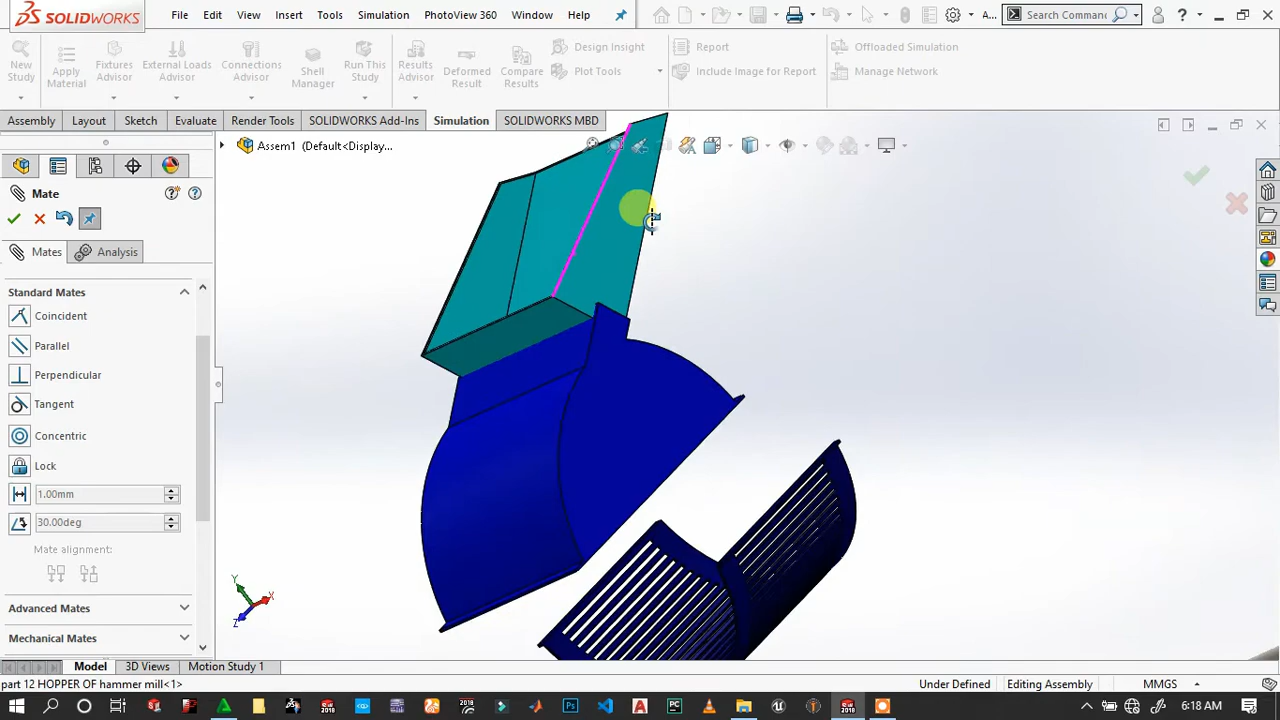 SOLIDWORKS File Edit View Insert Tools Simulation PhotoView 360 Window Help A... Search Commanc ?
New Study Apply Material Fixtures Advisor External Loads Advisor Connections Advisor Shell Manager Run This Study Results Advisor Deformed Result Compare Results Design Insight Plot Tools Report Include Image for Report Offloaded Simulation Manage Network
Assembly Layout Sketch Evaluate Render Tools SOLIDWORKS Add-Ins Simulation SOLIDWORKS MBD
Assem1 (Default<Display...
Mate
Mates Analysis
Standard Mates
Coincident
Parallel
Perpendicular
Tangent
Concentric
Lock
1.00mm
30.00deg
Mate alignment:
Advanced Mates
Mechanical Mates
Y
X
Z
Model 3D Views Motion Study 1
part 12 HOPPER OF hammer mill<1> Under Defined Editing Assembly MMGS
6:18 AM